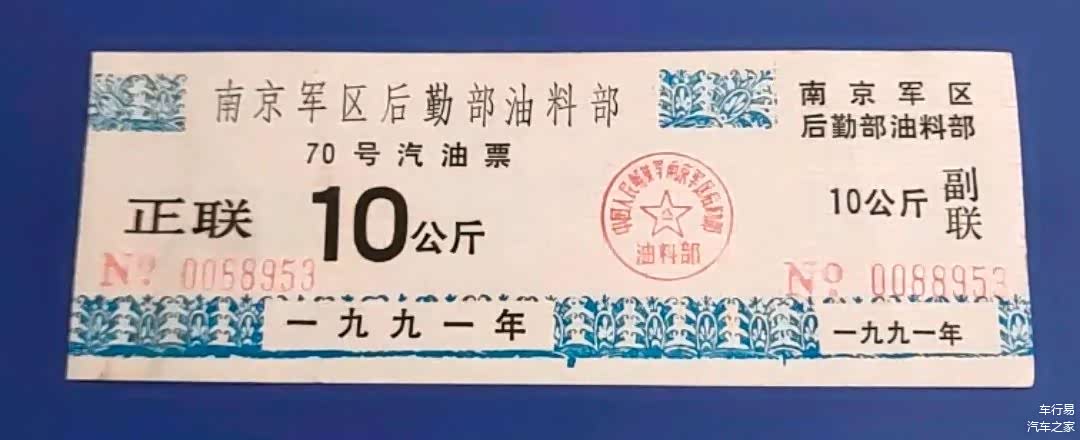 南京军区后勤部油料部
70号汽油票
正联
10公斤
中国人民解放军南京军区后勤部
油料部
八一
一九九一年
南京军区
后勤部油料部
10公斤
副联
№ 0088953
一九九一年
车行易
汽车之家